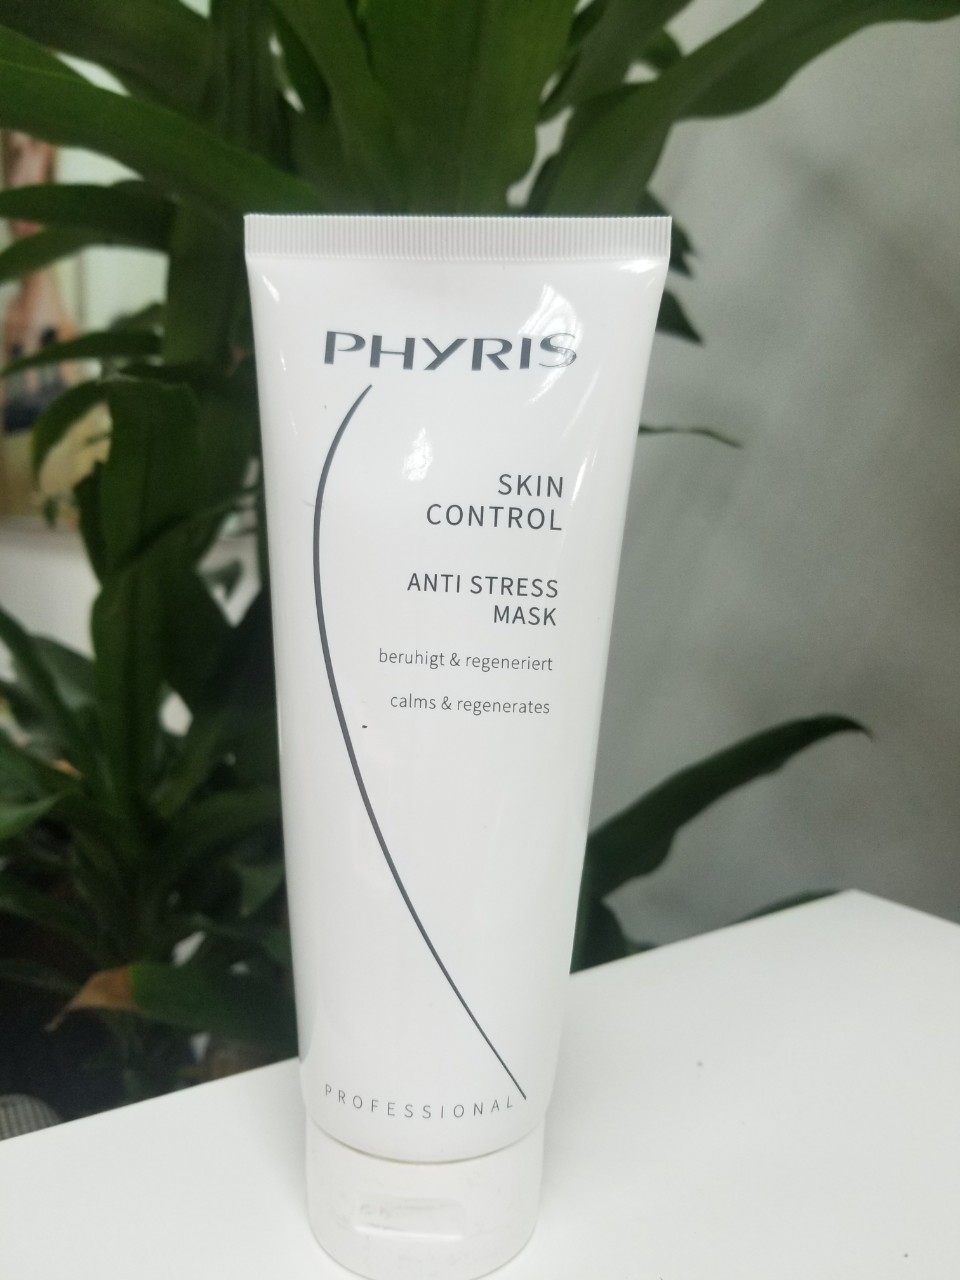 PHYRIS
SKIN
CONTROL
ANTI STRESS
MASK
beruhigt & regeneriert
calms & regenerates
PROFESSIONAL